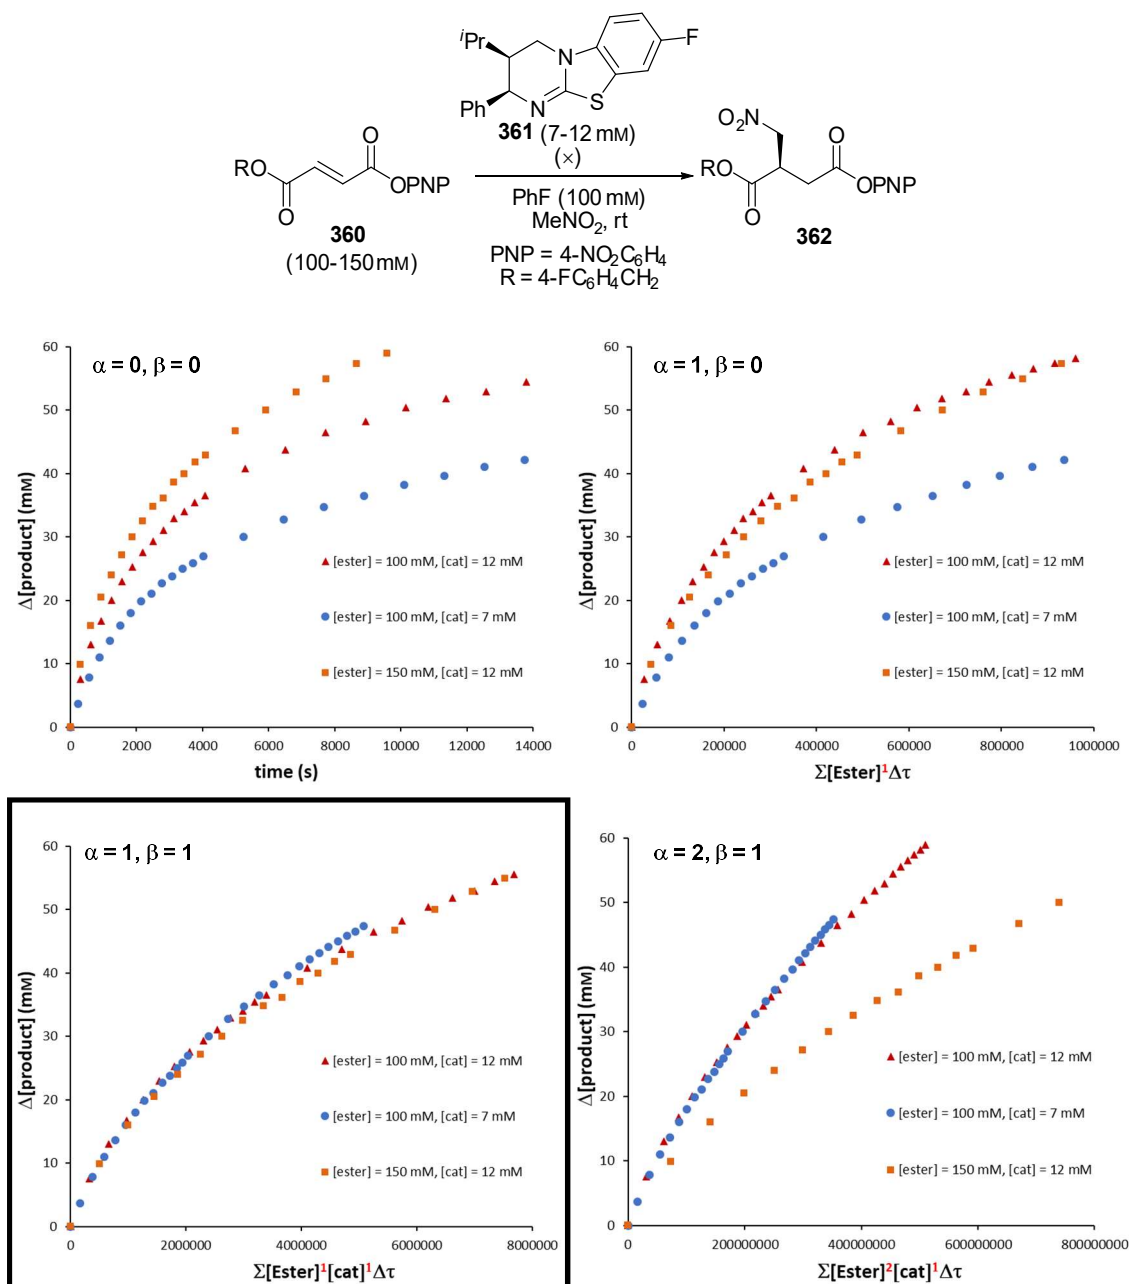 iPr
N
F
Ph
N
S
361 (7-12 mM)
(×)
RO
O
O
OPNP
360
(100-150 mM)
PhF (100 mM)
MeNO2, rt
PNP = 4-NO2C6H4
R = 4-FC6H4CH2
O2N
RO
O
O
OPNP
362
α = 0, β = 0
Δ[product] (mM)
60
50
40
30
20
10
0
[ester] = 100 mM, [cat] = 12 mM
[ester] = 100 mM, [cat] = 7 mM
[ester] = 150 mM, [cat] = 12 mM
0 2000 4000 6000 8000 10000 12000 14000
time (s)
α = 1, β = 0
Δ[product] (mM)
60
50
40
30
20
10
0
[ester] = 100 mM, [cat] = 12 mM
[ester] = 100 mM, [cat] = 7 mM
[ester] = 150 mM, [cat] = 12 mM
0 200000 400000 600000 800000 1000000
Σ[Ester]¹Δτ
α = 1, β = 1
Δ[product] (mM)
60
50
40
30
20
10
0
[ester] = 100 mM, [cat] = 12 mM
[ester] = 100 mM, [cat] = 7 mM
[ester] = 150 mM, [cat] = 12 mM
0 2000000 4000000 6000000 8000000
Σ[Ester]¹[cat]¹Δτ
α = 2, β = 1
Δ[product] (mM)
60
50
40
30
20
10
0
[ester] = 100 mM, [cat] = 12 mM
[ester] = 100 mM, [cat] = 7 mM
[ester] = 150 mM, [cat] = 12 mM
0 200000000 400000000 600000000 800000000
Σ[Ester]²[cat]¹Δτ